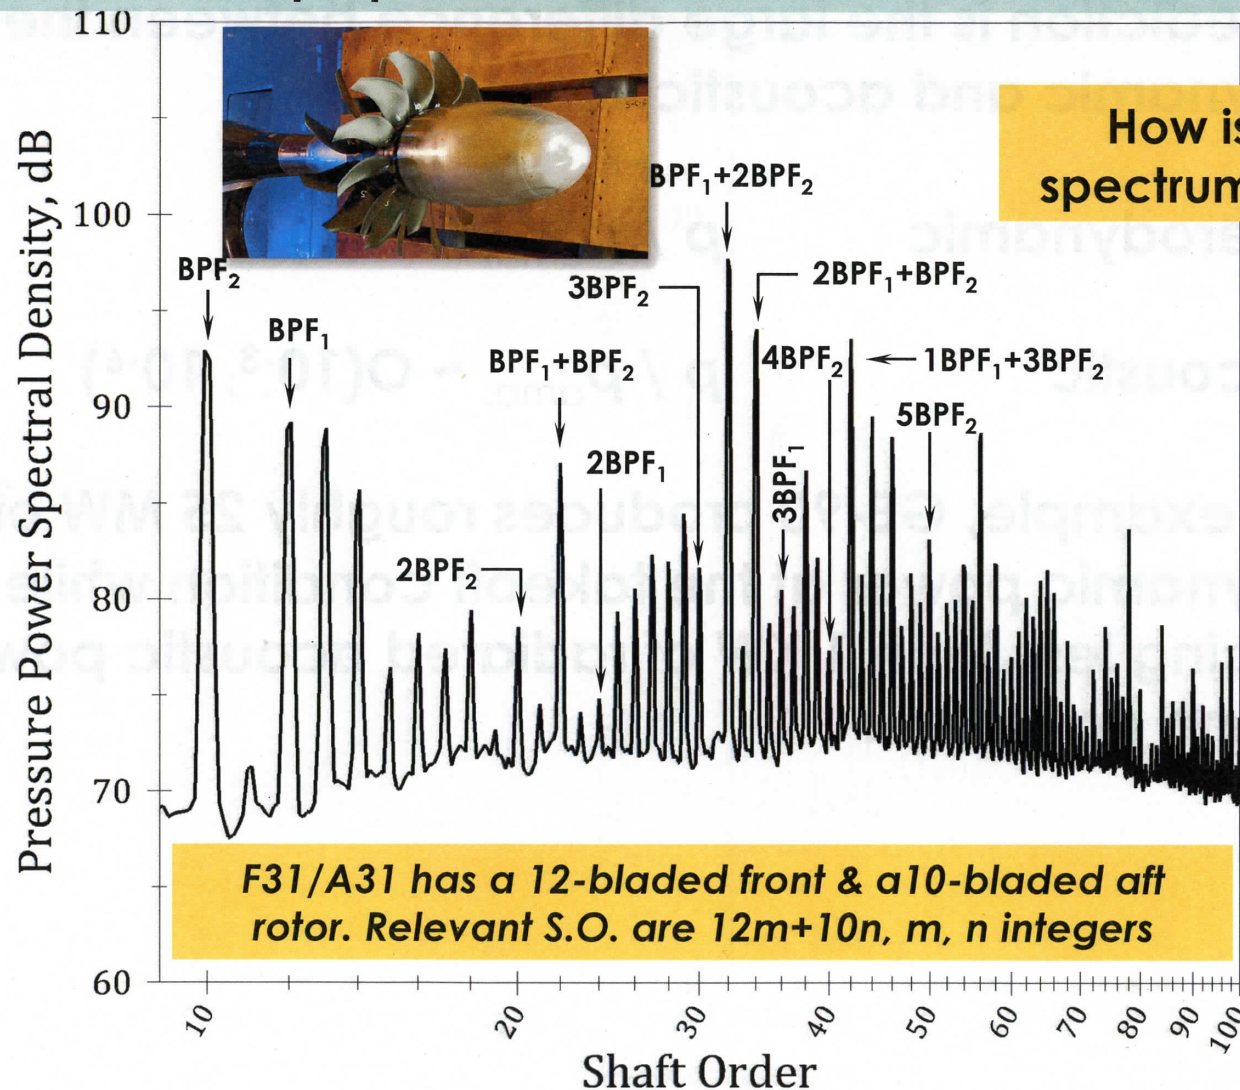 110
100
90
80
70
60
Pressure Power Spectral Density, dB
How is
spectrum
BPF₂
BPF₁
BPF₁+BPF₂
2BPF₁
2BPF₂
3BPF₂
BPF₁+2BPF₂
2BPF₁+BPF₂
4BPF₂
1BPF₁+3BPF₂
3BPF₁
5BPF₂
F31/A31 has a 12-bladed front & a10-bladed aft
rotor. Relevant S.O. are 12m+10n, m, n integers
10 20 30 40 50 60 70 80 90 100
Shaft Order